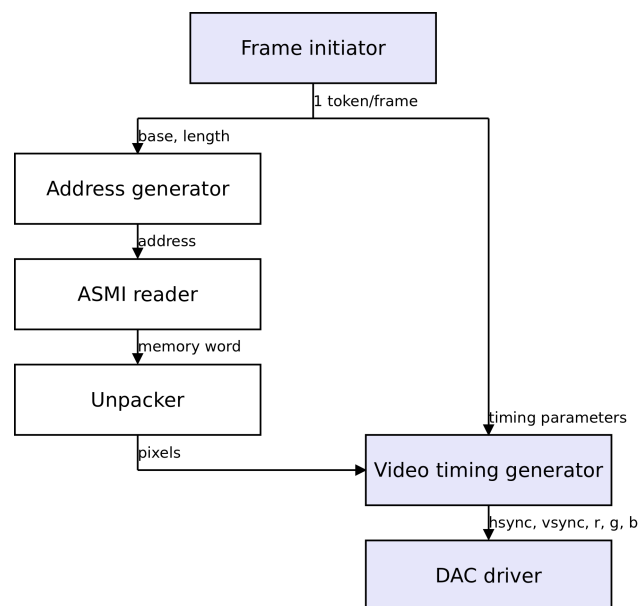 Frame initiator
1 token/frame
base, length
Address generator
address
ASMI reader
memory word
Unpacker
timing parameters
pixels
Video timing generator
hsync, vsync, r, g, b
DAC driver